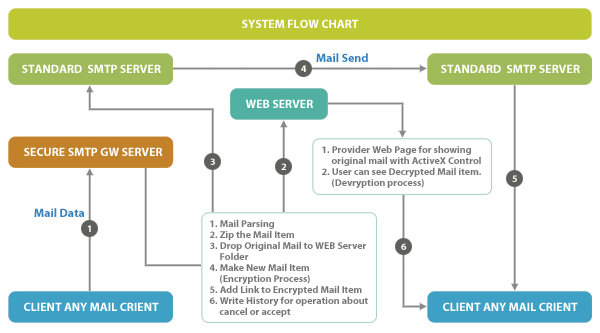 SYSTEM FLOW CHART
STANDARD SMTP SERVER
4
Mail Send
STANDARD SMTP SERVER
WEB SERVER
SECURE SMTP GW SERVER
3
2
1. Provider Web Page for showing
original mail with ActiveX Control
2. User can see Decrypted Mail item.
(Devryption process)
5
Mail Data
1
1. Mail Parsing
2. Zip the Mail Item
3. Drop Original Mail to WEB Server
Folder
4. Make New Mail Item
(Encryption Process)
5. Add Link to Encrypted Mail Item
6. Write History for operation about
cancel or accept
6
CLIENT ANY MAIL CRIENT
CLIENT ANY MAIL CRIENT